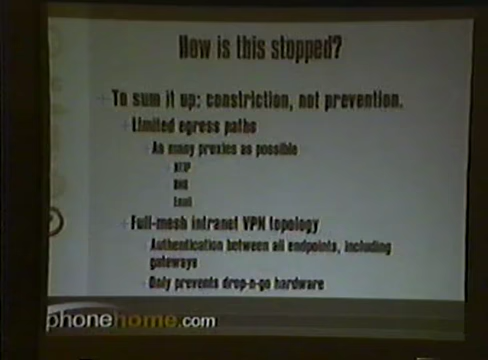 How is this stopped?
To sum it up: constriction, not prevention.
Limited egress paths
As many proxies as possible
HTTP
DNS
Email
Full-mesh intranet VPN topology
Authentication between all endpoints, including
gateways
Only prevents drop-n-go hardware
phonehome.com